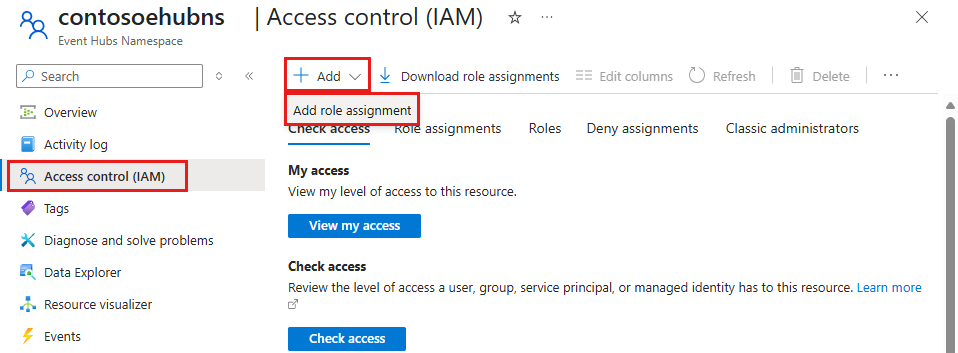 contosoehubns | Access control (IAM)
Event Hubs Namespace
Search
Add
Download role assignments
Edit columns
Refresh
Delete
Add role assignment
Overview
Activity log
Access control (IAM)
Tags
Diagnose and solve problems
Data Explorer
Resource visualizer
Events
Check access
Role assignments
Roles
Deny assignments
Classic administrators
My access
View my level of access to this resource.
View my access
Check access
Review the level of access a user, group, service principal, or managed identity has to this resource. Learn more
Check access